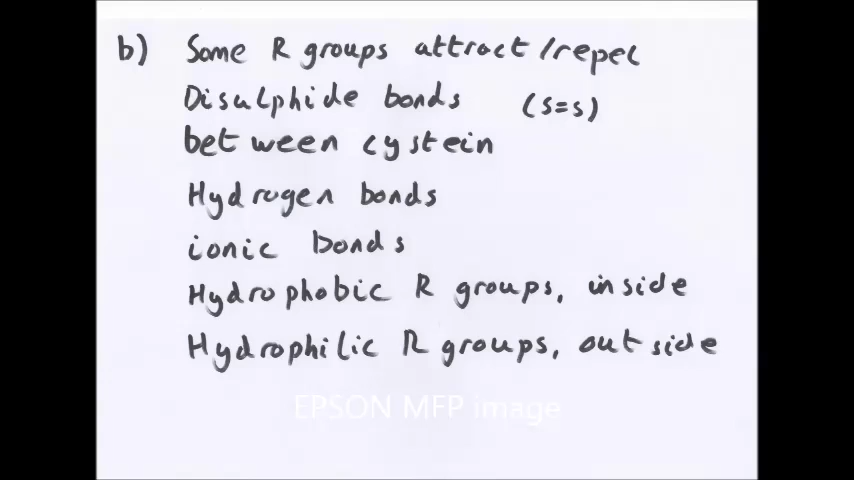 b) Some R groups attract/repel
Disulphide bonds (s=s)
between cystein
Hydrogen bonds
ionic bonds
Hydrophobic R groups, inside
Hydrophilic R groups, outside
EPSON MFP image